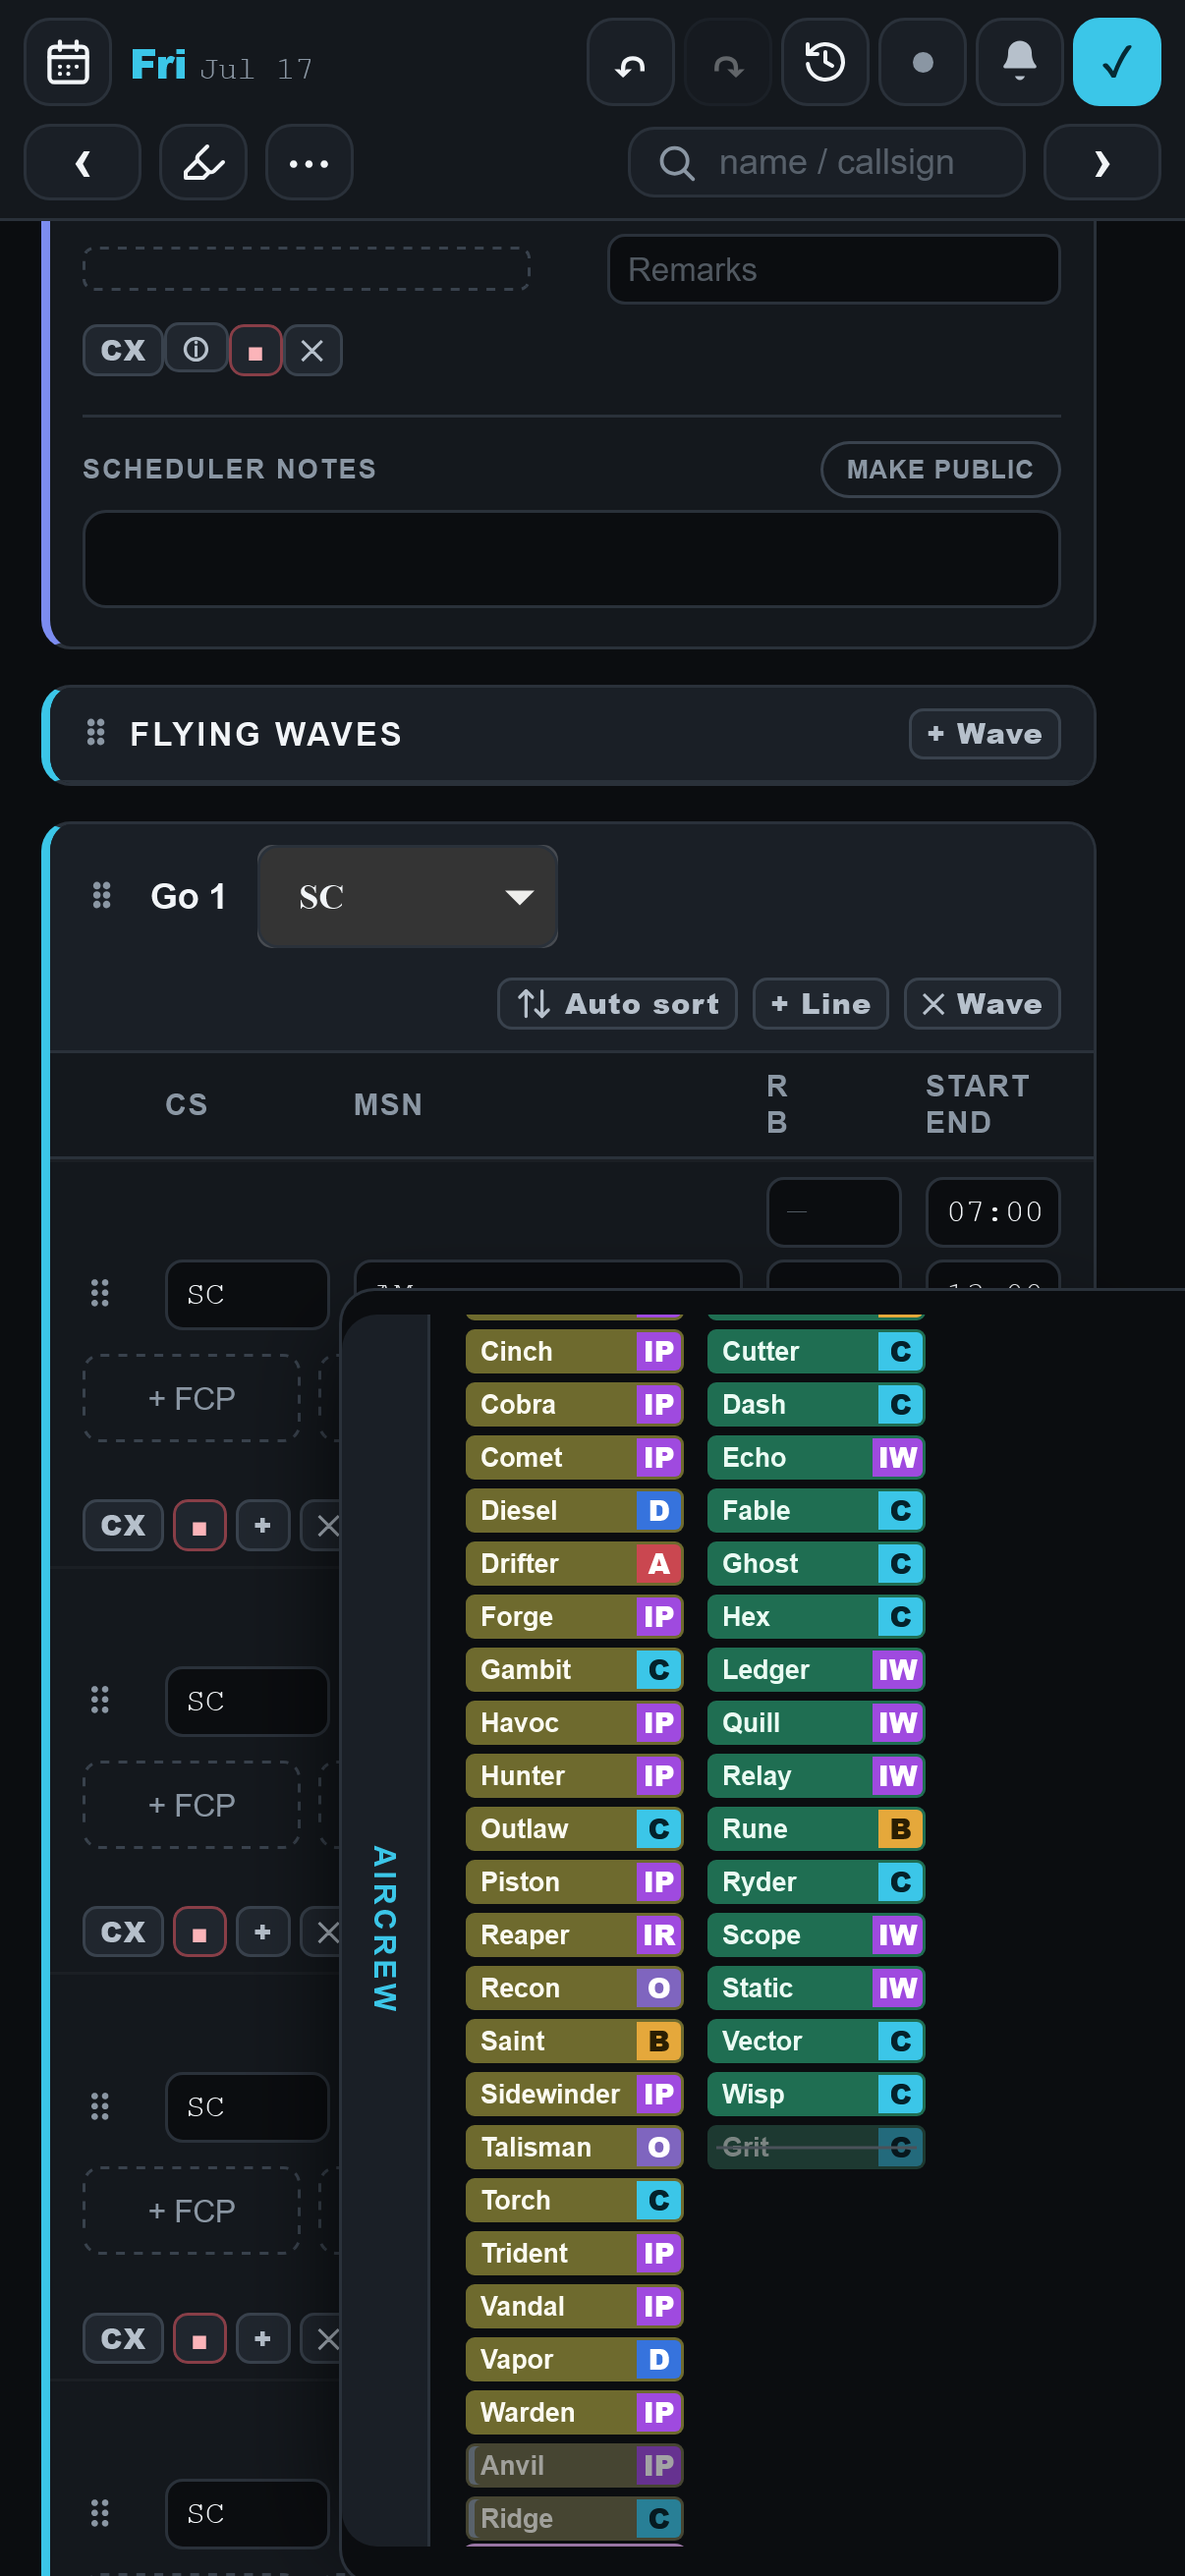 Fri Jul 17
name / callsign
Remarks
CX
SCHEDULER NOTES
MAKE PUBLIC
FLYING WAVES
+ Wave
Go 1
SC
Auto sort
+ Line
× Wave
CS
MSN
R
B
START
END
07:00
SC
+ FCP
CX
+
SC
+ FCP
CX
+
SC
+ FCP
CX
+
SC
AIRCREW
Cinch IP
Cobra IP
Comet IP
Diesel D
Drifter A
Forge IP
Gambit C
Havoc IP
Hunter IP
Outlaw C
Piston IP
Reaper IR
Recon O
Saint B
Sidewinder IP
Talisman O
Torch C
Trident IP
Vandal IP
Vapor D
Warden IP
Anvil IP
Ridge C
Cutter C
Dash C
Echo IW
Fable C
Ghost C
Hex C
Ledger IW
Quill IW
Relay IW
Rune B
Ryder C
Scope IW
Static IW
Vector C
Wisp C
Grit C